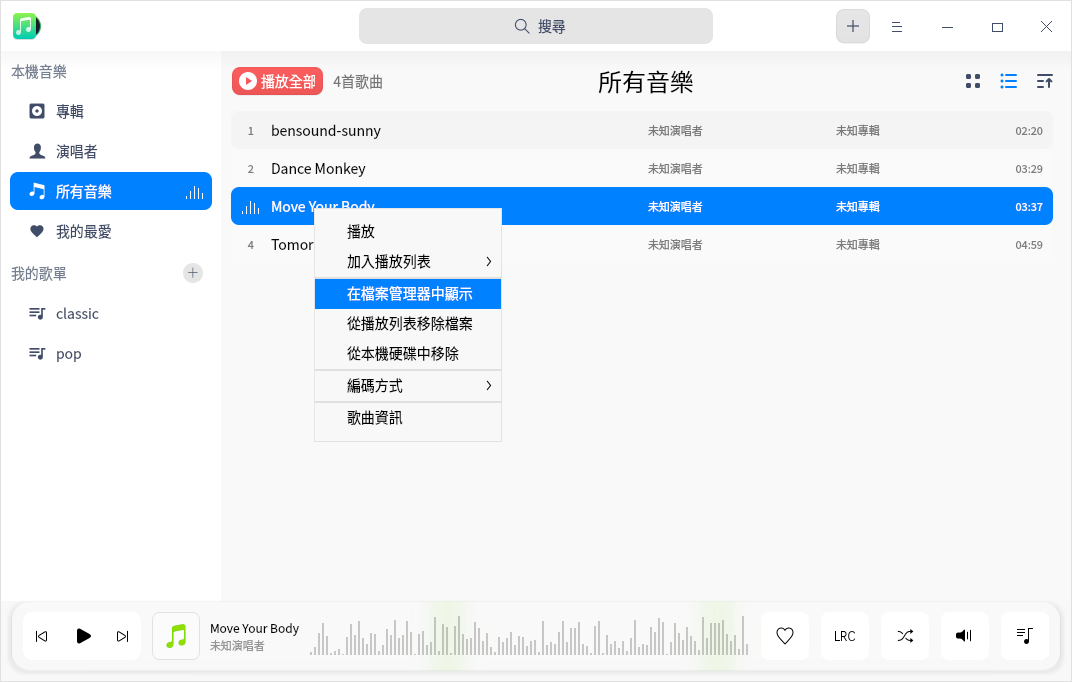 搜尋
本機音樂
專輯
演唱者
所有音樂
我的最愛
我的歌單
classic
pop
播放全部 4首歌曲 所有音樂
1 bensound-sunny 未知演唱者 未知專輯 02:20
2 Dance Monkey 未知演唱者 未知專輯 03:29
Move Your Body 未知演唱者 未知專輯 03:37
4 Tomor 未知演唱者 未知專輯 04:59
播放
加入播放列表
在檔案管理器中顯示
從播放列表移除檔案
從本機硬碟中移除
編碼方式
歌曲資訊
Move Your Body
未知演唱者
LRC